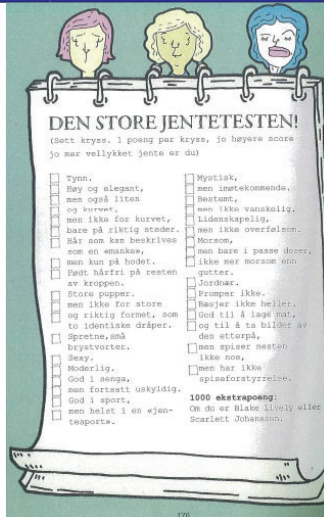 DEN STORE JENTETESTEN!
(Sett kryss. 1 poeng per kryss, jo høyere score
jo mer vellykket jente er du)
Tynn.
Høy og elegant,
men også liten
og kurvet,
men ikke for kurvet,
bare på riktig steder.
Hår som kan beskrives
som en «manke»,
men kun på hodet.
Født hårfri på resten
av kroppen.
Store pupper.
men ikke for store
og riktig formet, som
to identiske dråper.
Spretne,små
brystvorter.
Sexy.
Moderlig.
God i senga,
men fortsatt uskyldig.
God i sport,
men helst i en «jen-
tesport».
Mystisk,
men imøtekommende.
Bestemt,
men ikke vanskelig.
Lidenskapelig,
men ikke overfølsom.
Morsom,
men bare i passe doser,
ikke mer morsom enn
gutter.
Jordnær.
Promper ikke.
Bæsjer ikke heller.
God til å lage mat,
og til å ta bilder av
den etterpå,
men spiser nesten
ikke noe,
men har ikke
spiseforstyrrelse.
1000 ekstrapoeng:
Om du er Blake lively eller
Scarlett Johansson.
170